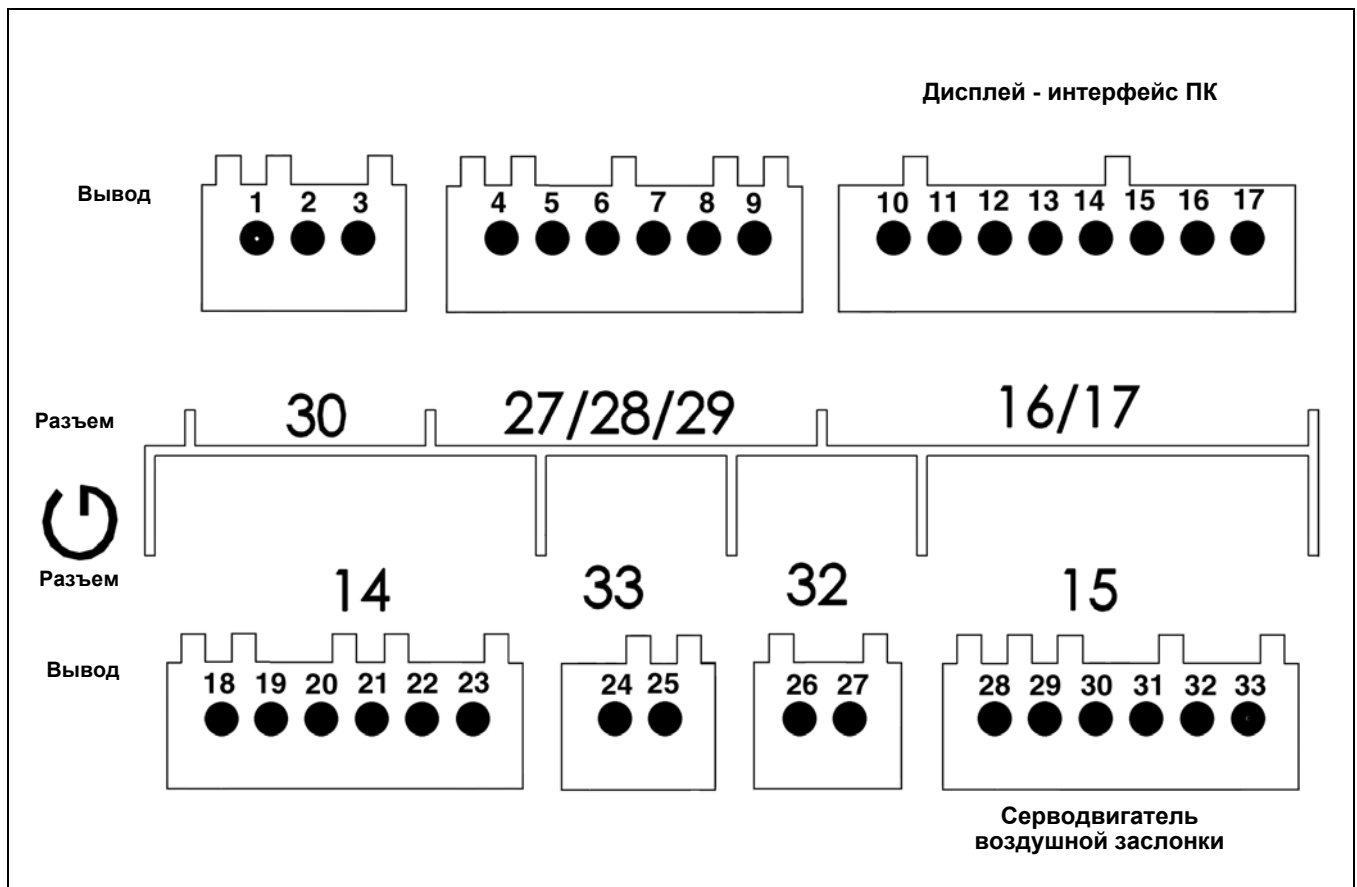 Дисплей - интерфейс ПК
Вывод
1 2 3 4 5 6 7 8 9 10 11 12 13 14 15 16 17
Разъем 30 27/28/29 16/17
Разъем 14 33 32 15
Вывод
18 19 20 21 22 23 24 25 26 27 28 29 30 31 32 33
Серводвигатель
воздушной заслонки